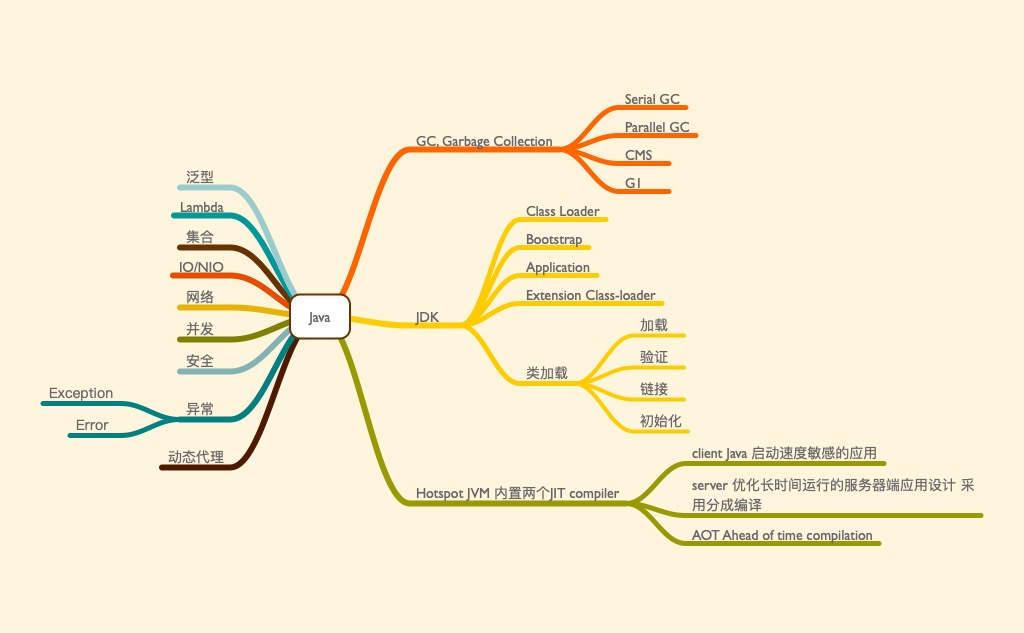 Java
GC, Garbage Collection
Serial GC
Parallel GC
CMS
G1
JDK
Class Loader
Bootstrap
Application
Extension Class-loader
类加载
加载
验证
链接
初始化
Hotspot JVM 内置两个JIT compiler
client Java 启动速度敏感的应用
server 优化长时间运行的服务器端应用设计 采
用分成编译
AOT Ahead of time compilation
泛型
Lambda
集合
IO/NIO
网络
并发
安全
异常
Exception
Error
动态代理